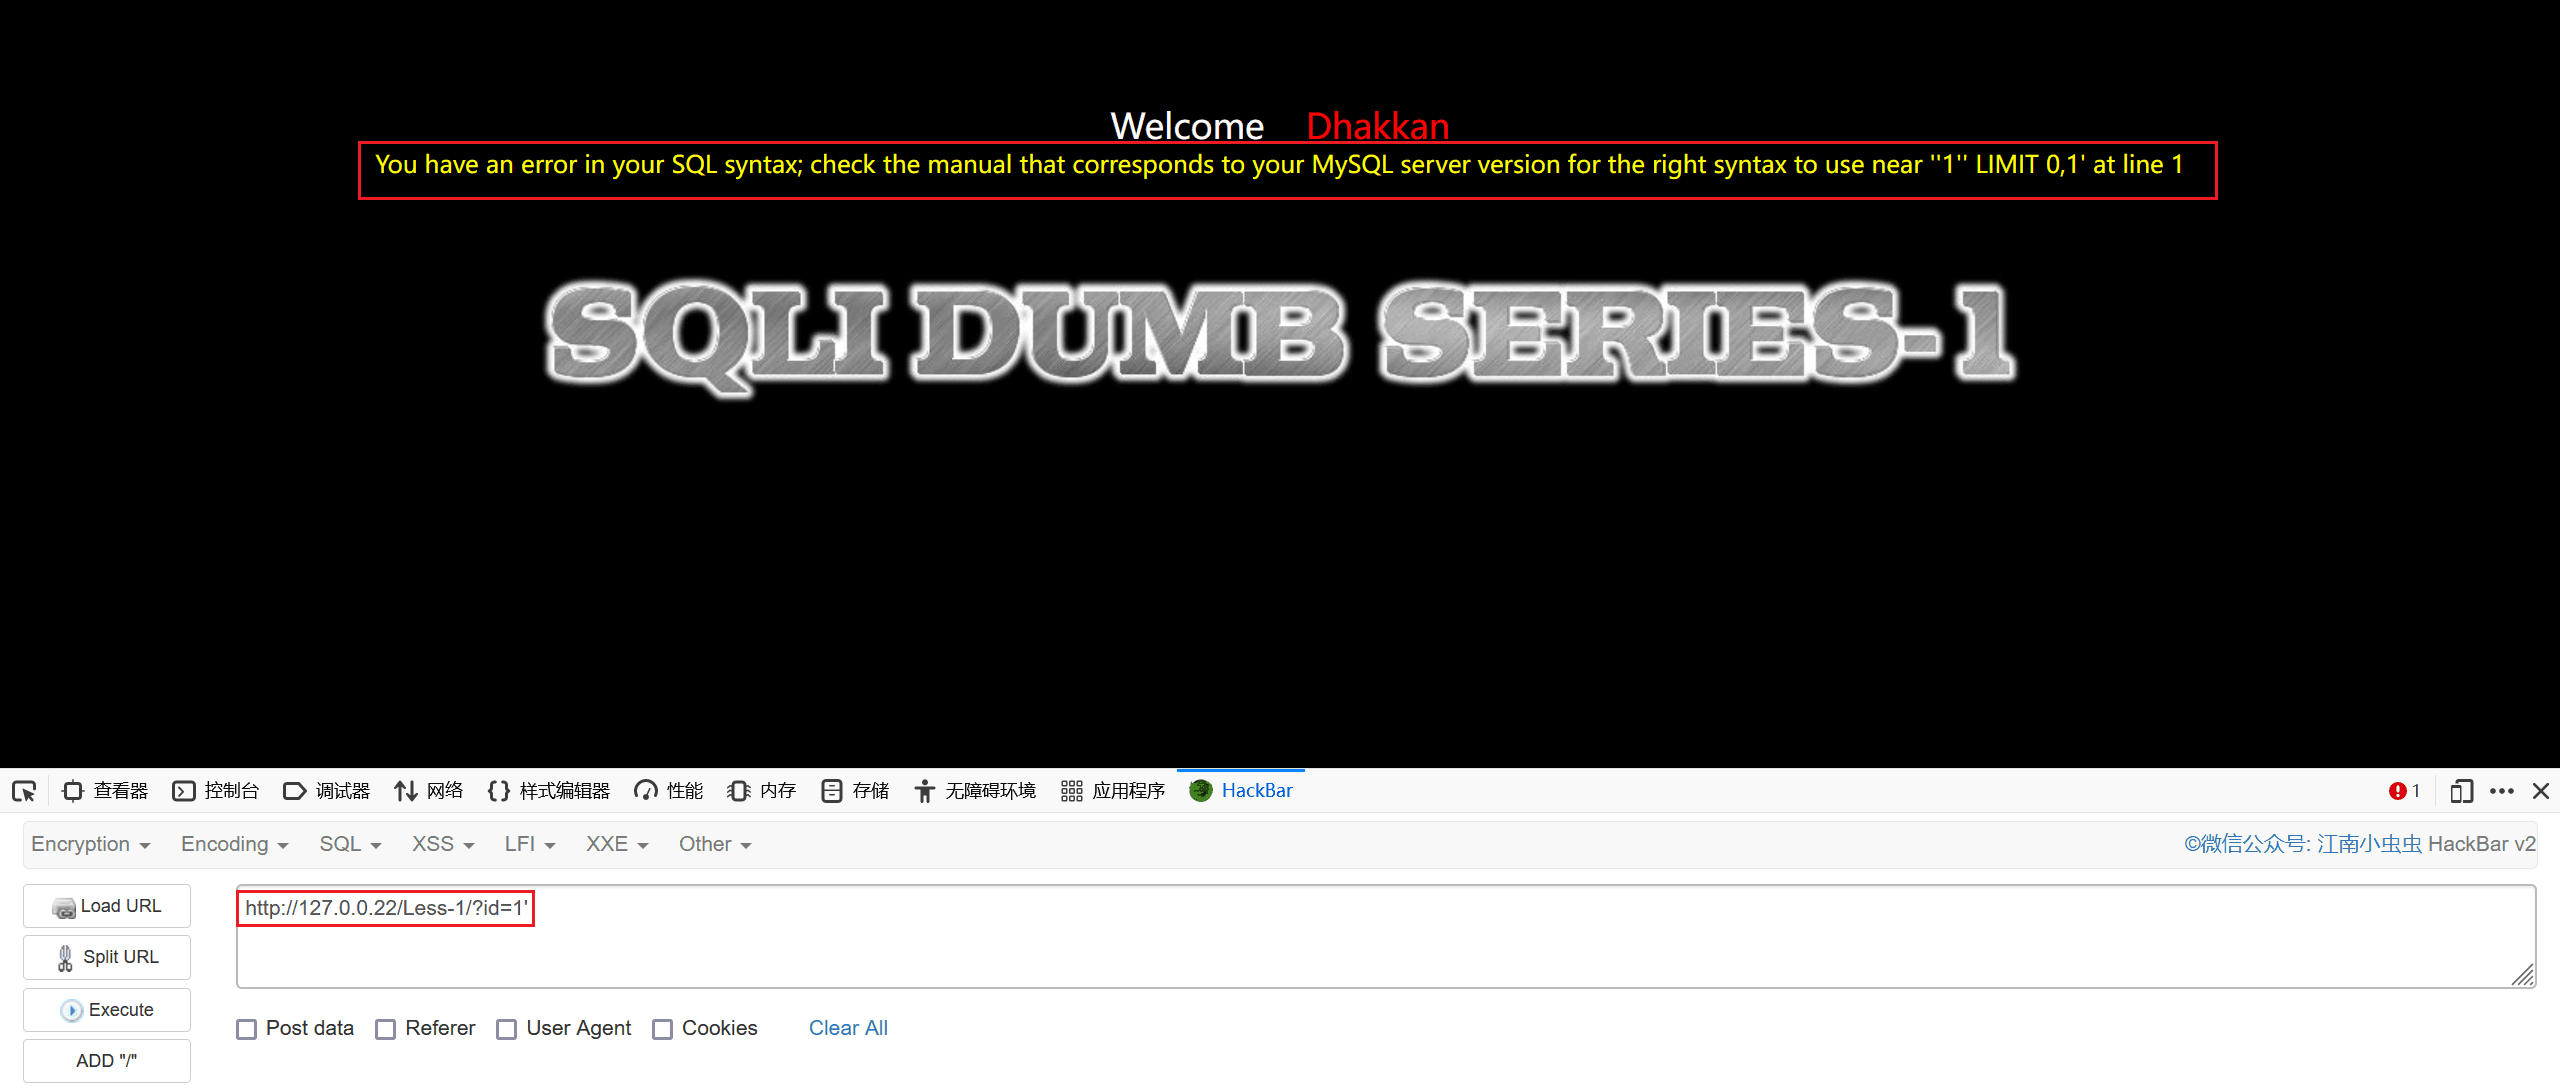 Welcome Dhakkan
You have an error in your SQL syntax; check the manual that corresponds to your MySQL server version for the right syntax to use near ''1'' LIMIT 0,1' at line 1
SQLI DUMB SERIES-1
查看器 控制台 调试器 网络 样式编辑器 性能 内存 存储 无障碍环境 应用程序 HackBar 1
Encryption Encoding SQL XSS LFI XXE Other ©微信公众号: 江南小虫虫 HackBar v2
Load URL
http://127.0.0.22/Less-1/?id=1'
Split URL
Execute
Post data Referer User Agent Cookies Clear All
ADD "/"